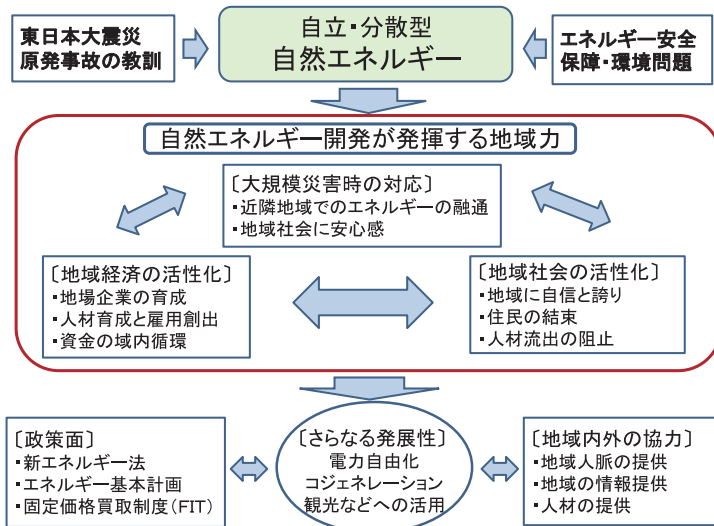 東日本大震災
原発事故の教訓
自立・分散型
自然エネルギー
エネルギー安全
保障・環境問題
自然エネルギー開発が発揮する地域力
〔大規模災害時の対応〕
・近隣地域でのエネルギーの融通
・地域社会に安心感
〔地域経済の活性化〕
・地場企業の育成
・人材育成と雇用創出
・資金の域内循環
〔地域社会の活性化〕
・地域に自信と誇り
・住民の結束
・人材流出の阻止
〔政策面〕
・新エネルギー法
・エネルギー基本計画
・固定価格買取制度(FIT)
〔さらなる発展性〕
電力自由化
コジェネレーション
観光などへの活用
〔地域内外の協力〕
・地域人脈の提供
・地域の情報提供
・人材の提供